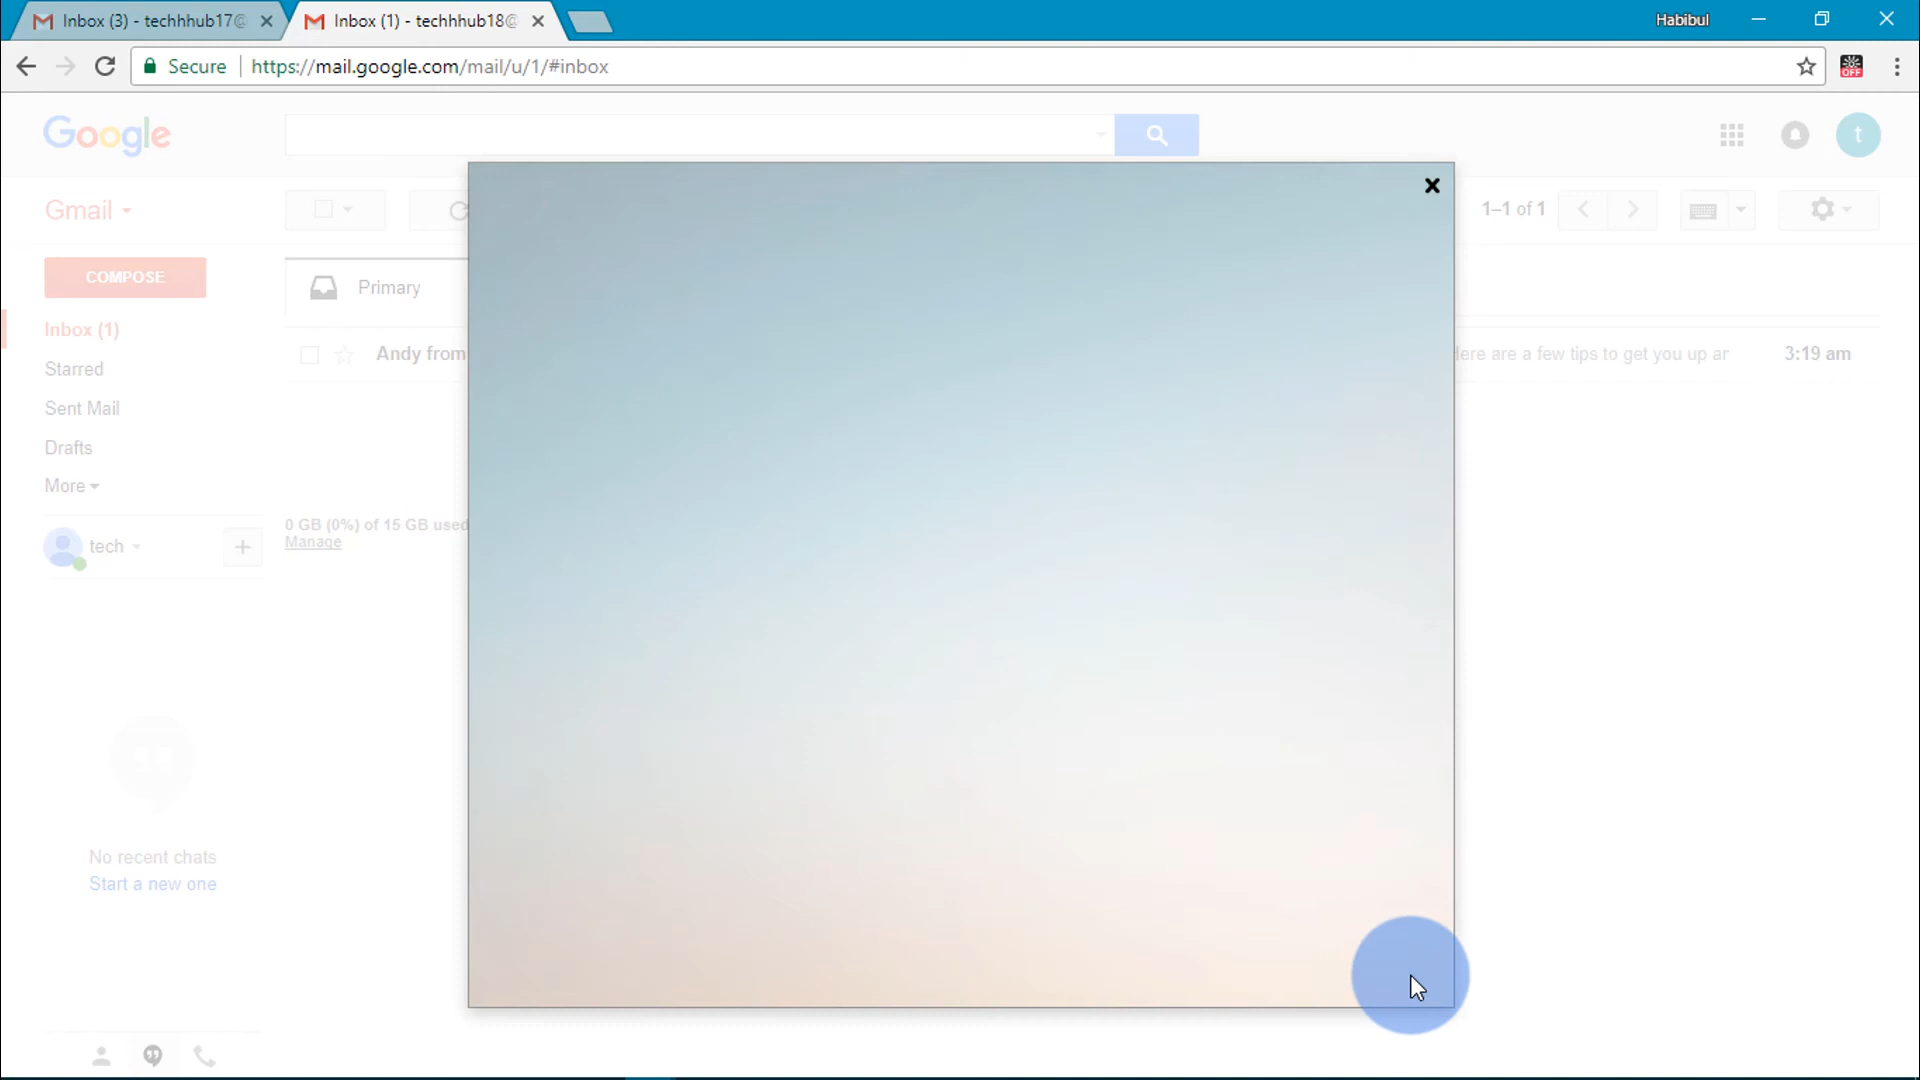 Inbox (3) - techhhub17@
Inbox (1) - techhhub18@
Habibul
Secure
https://mail.google.com/mail/u/1/#inbox
OFF
Google
t
Gmail
1–1 of 1
COMPOSE
Primary
Inbox (1)
Andy from
Here are a few tips to get you up ar
3:19 am
Starred
Sent Mail
Drafts
More
0 GB (0%) of 15 GB used
Manage
tech
No recent chats
Start a new one